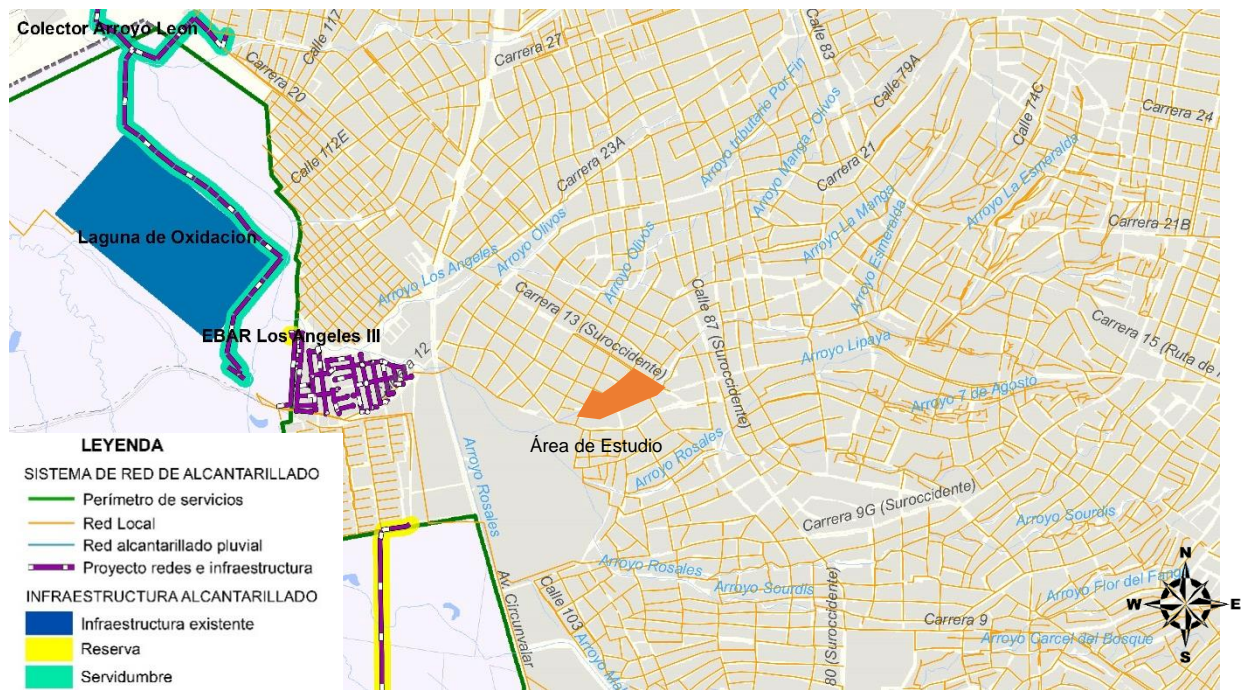 Colector Arroyo Leon
Calle 117
Carrera 27
Calle 83
Calle 79A
Calle 74C
Carrera 24
Carrera 20
Calle 112E
Carrera 23A
Arroyo tributario Por Fin
Arroyo Manga - Olivos
Carrera 21
Arroyo La Esmeralda
Arroyo La Manga
Arroyo Esmeralda
Carrera 21B
Laguna de Oxidacion
Arroyo Los Angeles
Arroyo Olivos
Arroyo Olivos
EBAR Los Angeles III
Carrera 13 (Suroccidente)
Calle 87 (Suroccidente)
Arroyo Lipaya
Carrera 15 (Ruta de
12
Arroyo 7 de Agosto
Área de Estudio
Arroyo Rosales
Arroyo Rosales
Carrera 9G (Suroccidente)
Arroyo Sourdis
Arroyo Rosales
Arroyo Sourdis
Arroyo Flor del Fango
Av. Circunvalar
Calle 103
80 (Suroccidente)
Carrera 9
Arroyo Carcel del Bosque
LEYENDA
SISTEMA DE RED DE ALCANTARILLADO
Perímetro de servicios
Red Local
Red alcantarillado pluvial
Proyecto redes e infraestructura
INFRAESTRUCTURA ALCANTARILLADO
Infraestructura existente
Reserva
Servidumbre
N
W
E
S